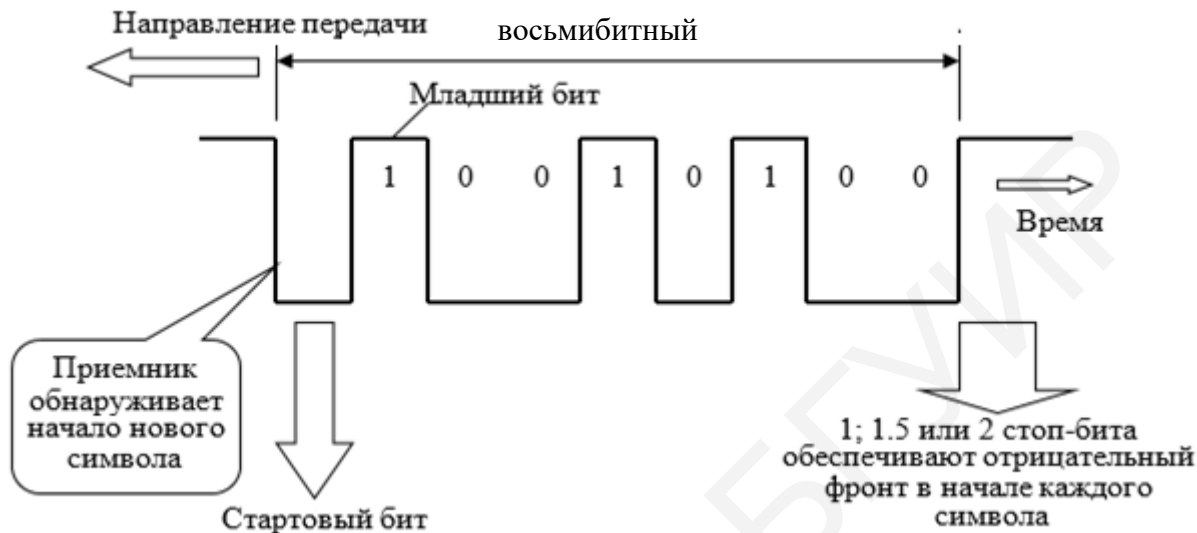 Направление передачи
восьмибитный
Младший бит
1 0 0 1 0 1 0 0
Время
Приемник
обнаруживает
начало нового
символа
Стартовый бит
1; 1.5 или 2 стоп-бита
обеспечивают отрицательный
фронт в начале каждого
символа
БГУИР